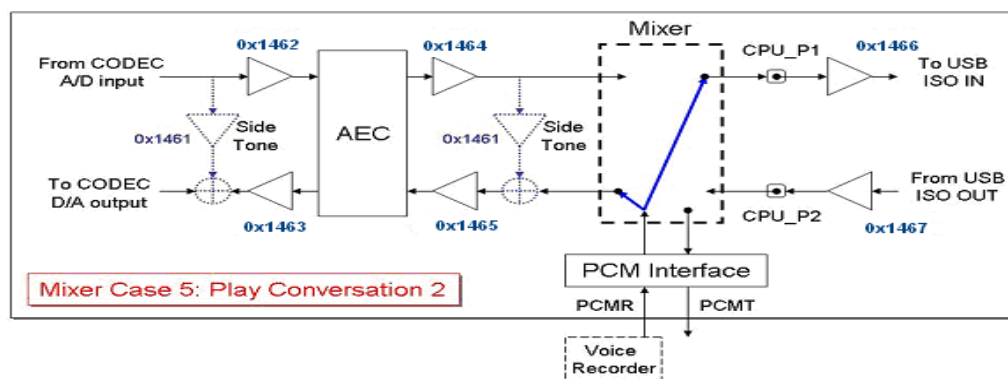 Mixer
0x1462
0x1464
CPU_P1
0x1466
From CODEC
A/D input
To USB
ISO IN
0x1461
Side
Tone
AEC
0x1461
Side
Tone
To CODEC
D/A output
From USB
ISO OUT
0x1463
0x1465
CPU_P2
0x1467
PCM Interface
Mixer Case 5: Play Conversation 2
PCMR
PCMT
Voice
Recorder